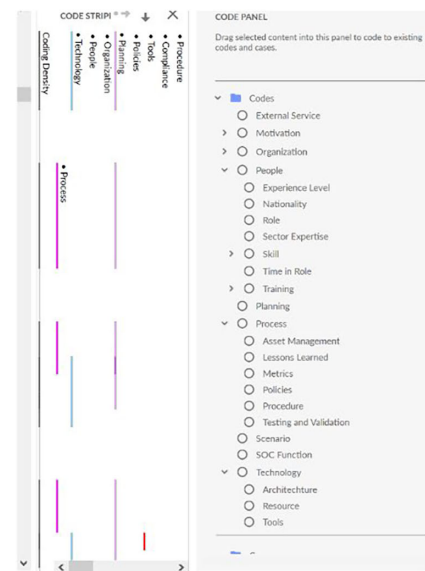 CODE STRIPI
CODE PANEL
Drag selected content into this panel to code to existing
codes and cases.
Coding Density
• Technology
• People
• Organization
• Planning
• Policies
• Tools
• Compliance
• Procedure
• Process
Codes
External Service
Motivation
Organization
People
Experience Level
Nationality
Role
Sector Expertise
Skill
Time in Role
Training
Planning
Process
Asset Management
Lessons Learned
Metrics
Policies
Procedure
Testing and Validation
Scenario
SOC Function
Technology
Architechture
Resource
Tools